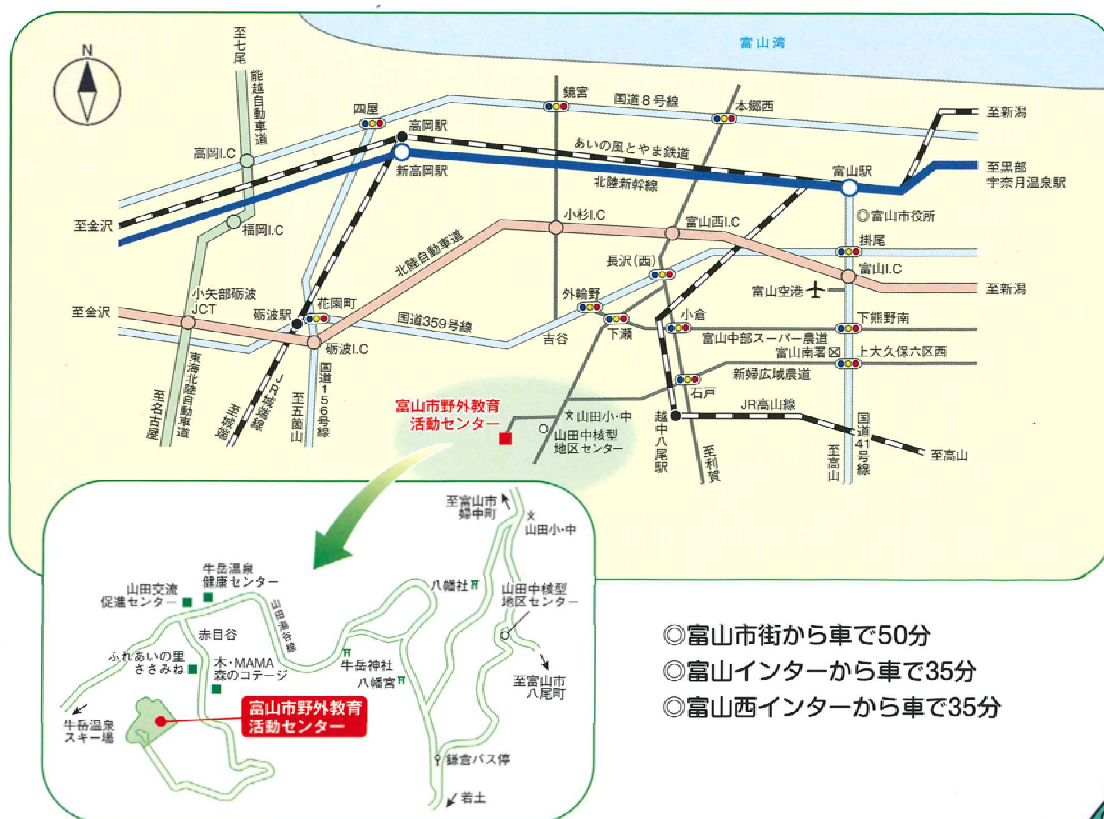 富山湾
N
至七尾
能越自動車道
四屋
鏡宮
国道8号線
本郷西
高岡駅
至新潟
高岡I.C
あいの風とやま鉄道
新高岡駅
北陸新幹線
富山駅
至黒部
宇奈月温泉駅
至金沢
福岡I.C
小杉I.C
富山西I.C
◎富山市役所
北陸自動車道
掛尾
長沢(西)
富山I.C
小矢部砺波
JCT
花園町
外輪野
富山空港
至新潟
至金沢
砺波駅
国道359号線
吉谷
下瀬
小倉
下熊野南
富山中部スーパー農道
砺波I.C
富山南署
上大久保六区西
新婦広域農道
石戸
東海北陸自動車道
JR城端線
国道156号線
至名古屋
至城端
至五箇山
富山市野外教育
活動センター
山田小・中
山田中核型
地区センター
越中八尾駅
JR高山線
至利賀
至高山
国道41号線
至高山
至富山市
婦中町
山田小・中
牛岳温泉
健康センター
山田交流
促進センター
八幡社
山田中核型
地区センター
赤目谷
ふれあいの里
ささみね
木・MAMA
森のコテージ
牛岳神社
八幡宮
至富山市
八尾町
富山市野外教育
活動センター
牛岳温泉
スキー場
鎌倉バス停
若土
◎富山市街から車で50分
◎富山インターから車で35分
◎富山西インターから車で35分